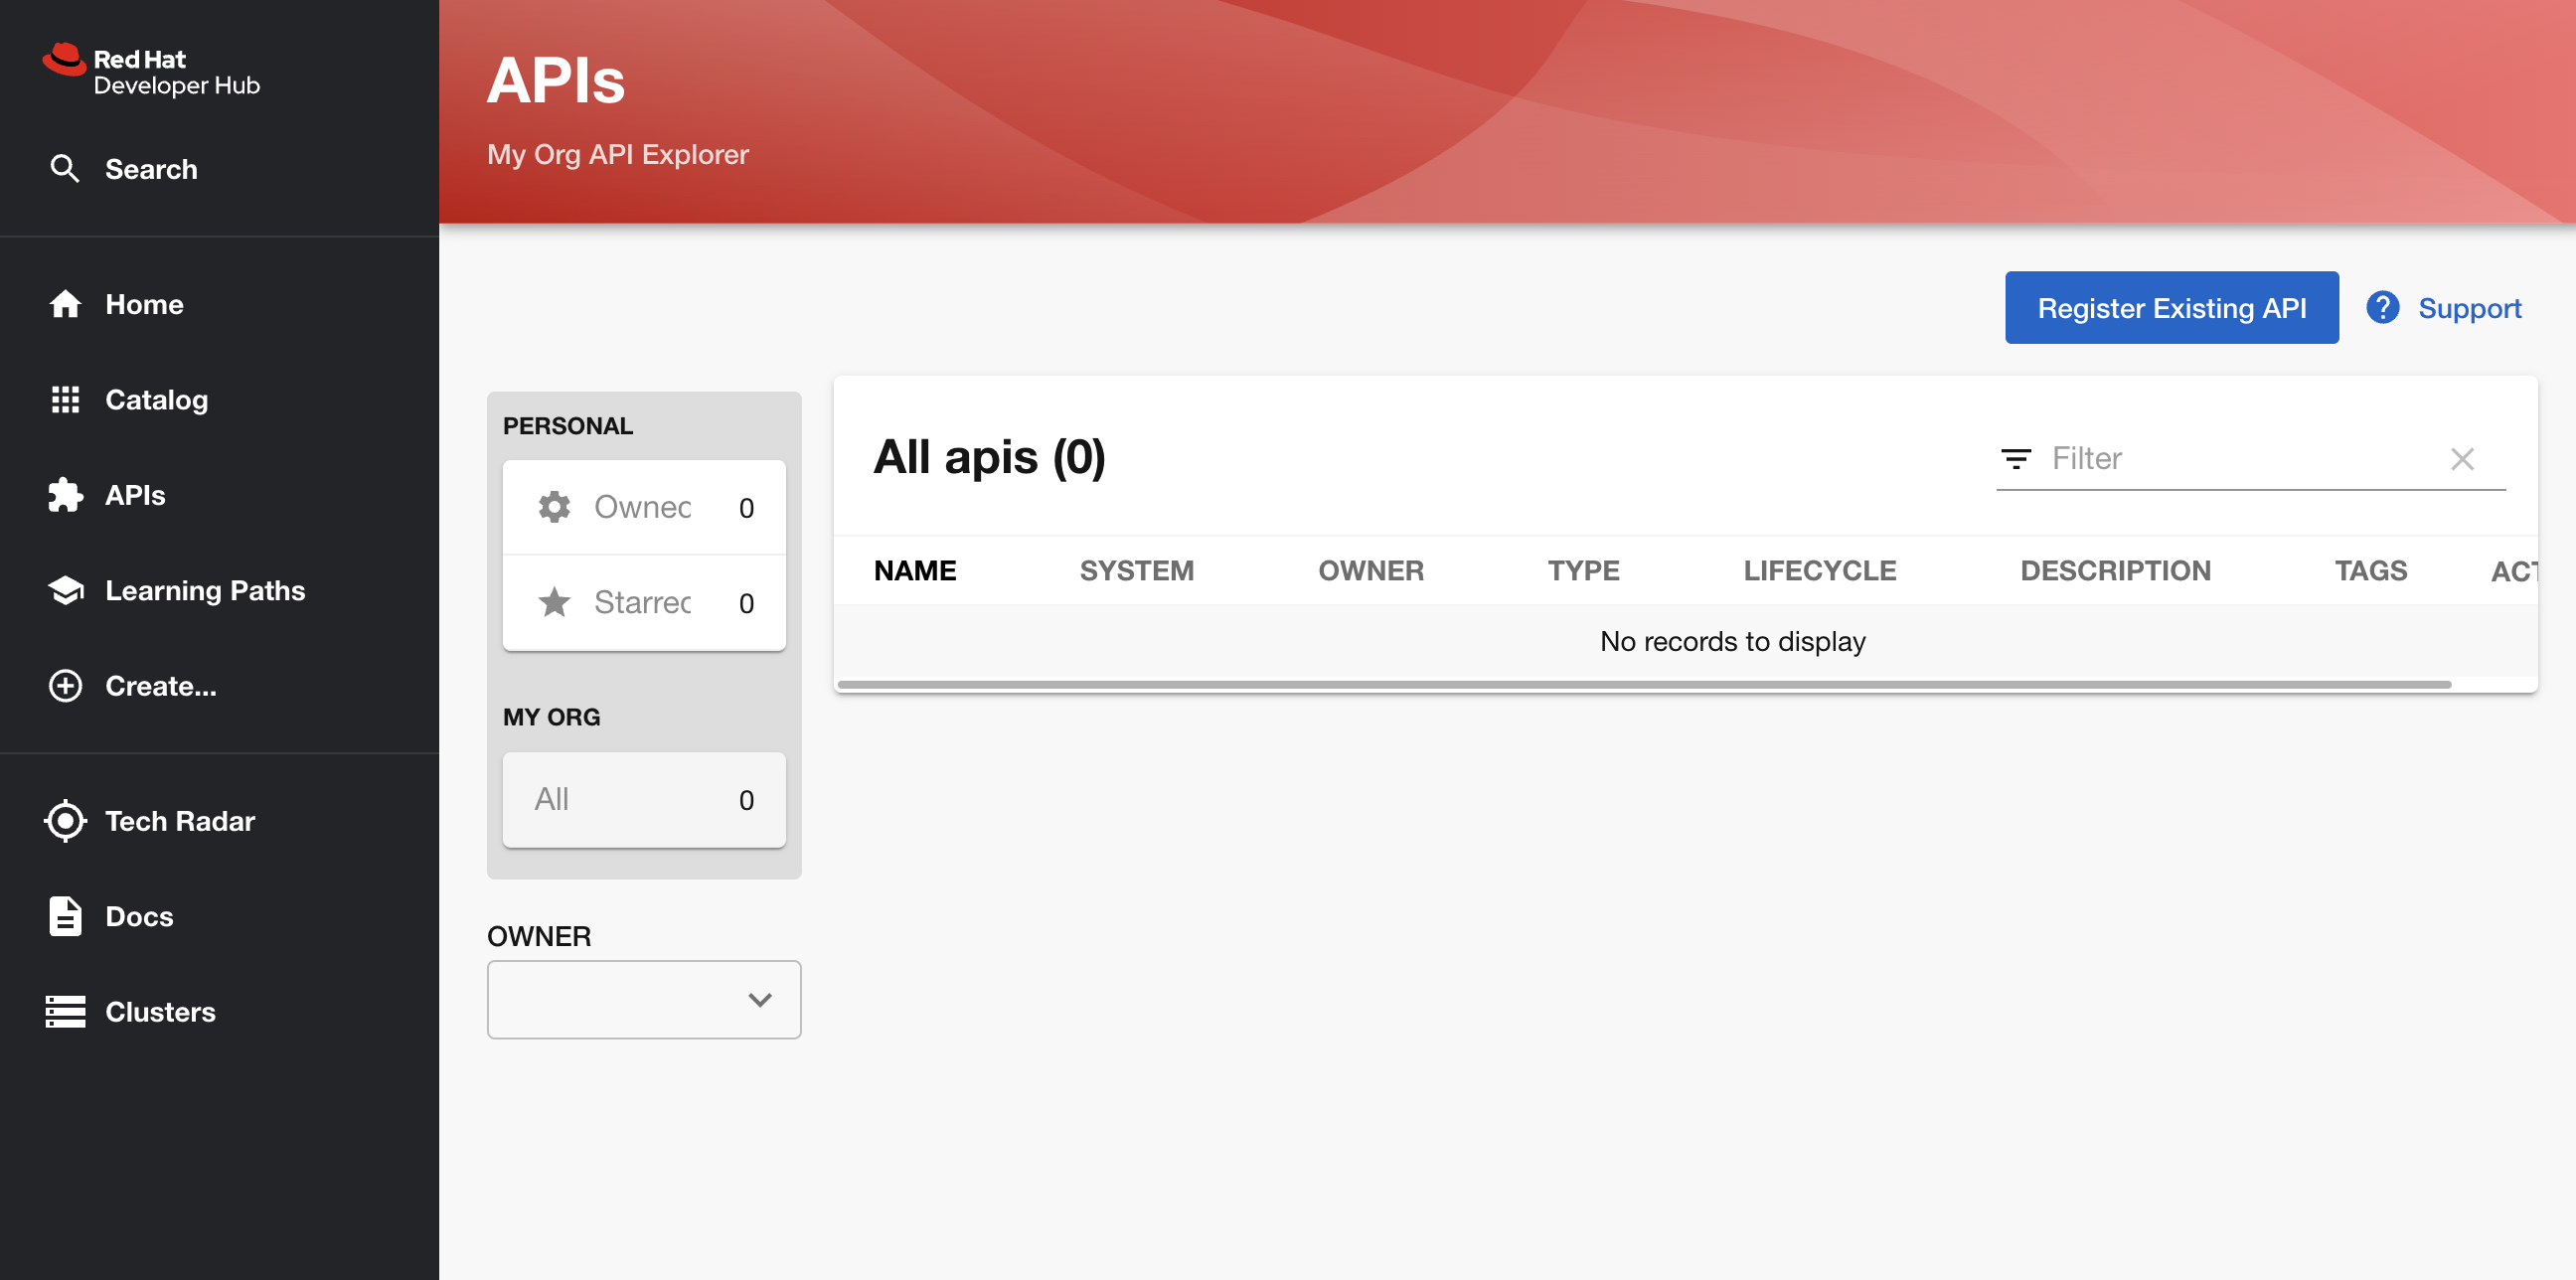 Red Hat
Developer Hub
Search
Home
Catalog
APIs
Learning Paths
Create...
Tech Radar
Docs
Clusters
APIs
My Org API Explorer
Register Existing API
Support
PERSONAL
Owned 0
Starred 0
MY ORG
All 0
OWNER
All apis (0)
Filter
NAME SYSTEM OWNER TYPE LIFECYCLE DESCRIPTION TAGS ACT
No records to display